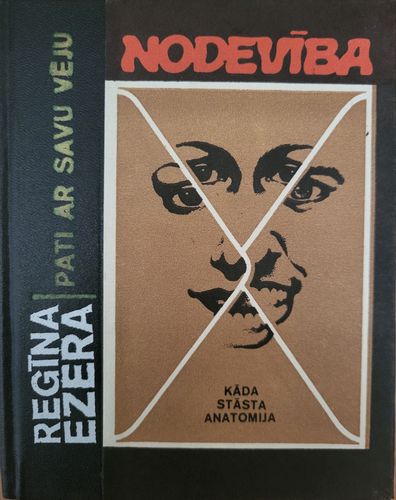 NODEVĪBA
REGĪNA
EZERA
PATI AR SAVU VĒJU
KĀDA
STĀSTA
ANATOMIJA